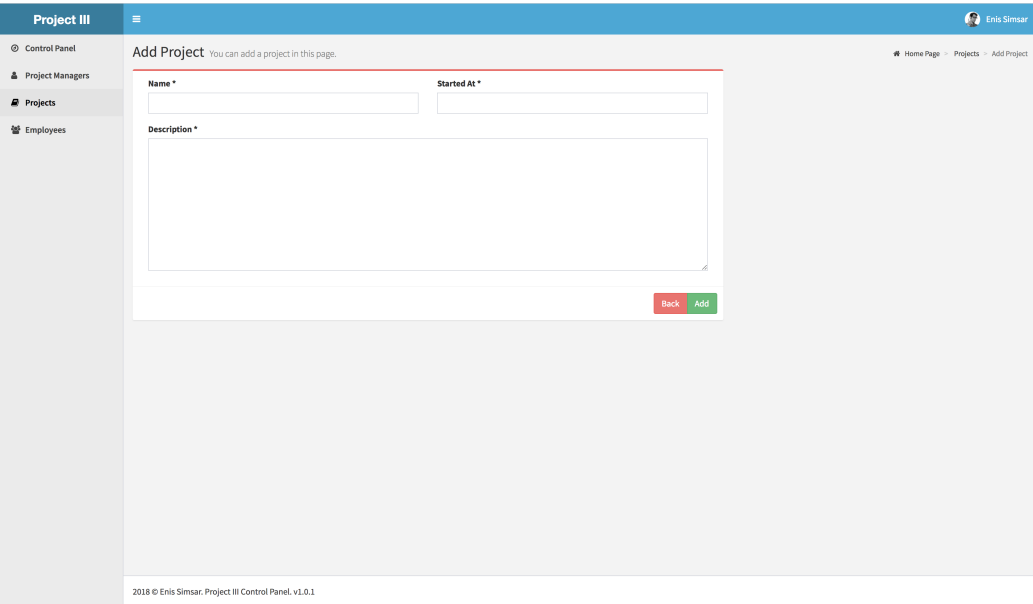 Project III
Enis Simsar
Control Panel
Project Managers
Projects
Employees
Add Project You can add a project in this page.
Home Page > Projects > Add Project
Name * Started At *
Description *
Back Add
2018 © Enis Simsar. Project III Control Panel. v1.0.1